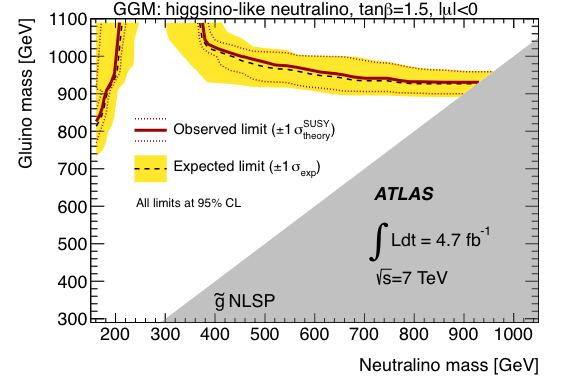 GGM: higgsino-like neutralino, tanβ=1.5, |μ|<0
Gluino mass [GeV]
1100
1000
900
800
700
600
500
400
300
Observed limit (±1 σ^SUSY_theory)
Expected limit (±1 σ_exp)
All limits at 95% CL
ATLAS
∫ Ldt = 4.7 fb⁻¹
√s=7 TeV
g̃ NLSP
200 300 400 500 600 700 800 900 1000
Neutralino mass [GeV]